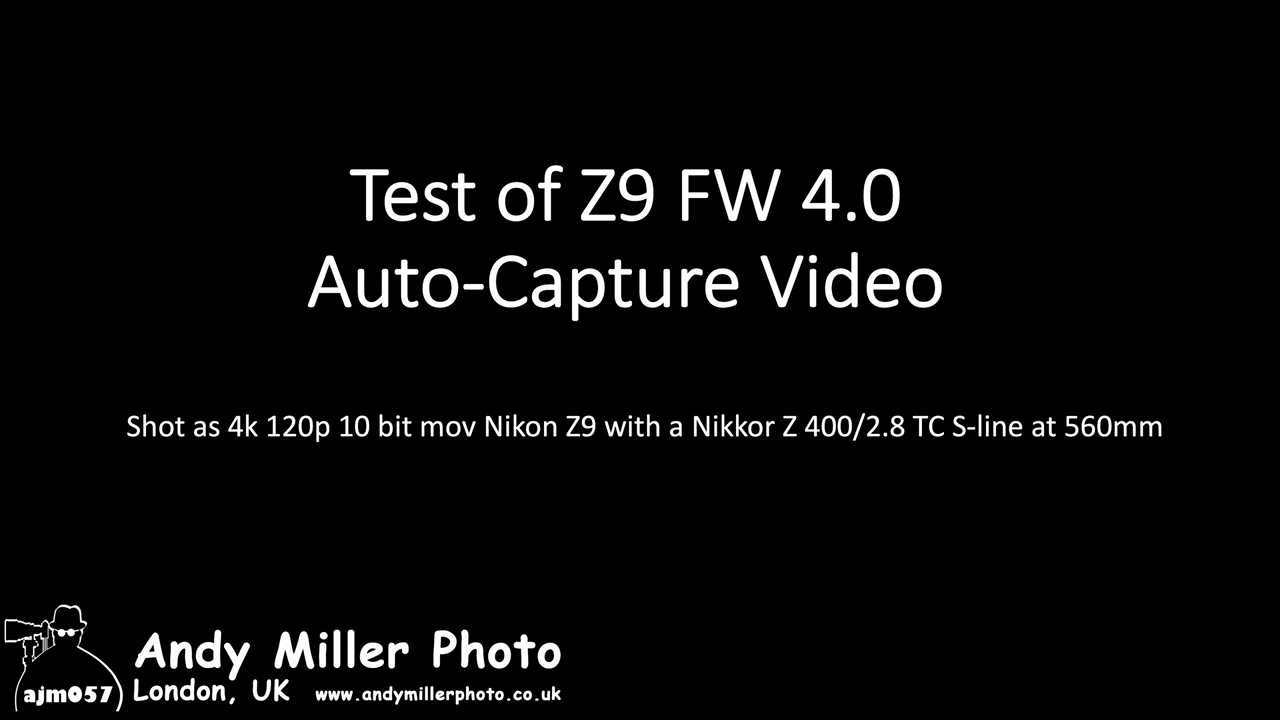 Test of Z9 FW 4.0
Auto-Capture Video
Shot as 4k 120p 10 bit mov Nikon Z9 with a Nikkor Z 400/2.8 TC S-line at 560mm
Andy Miller Photo
ajm057
London, UK www.andymillerphoto.co.uk